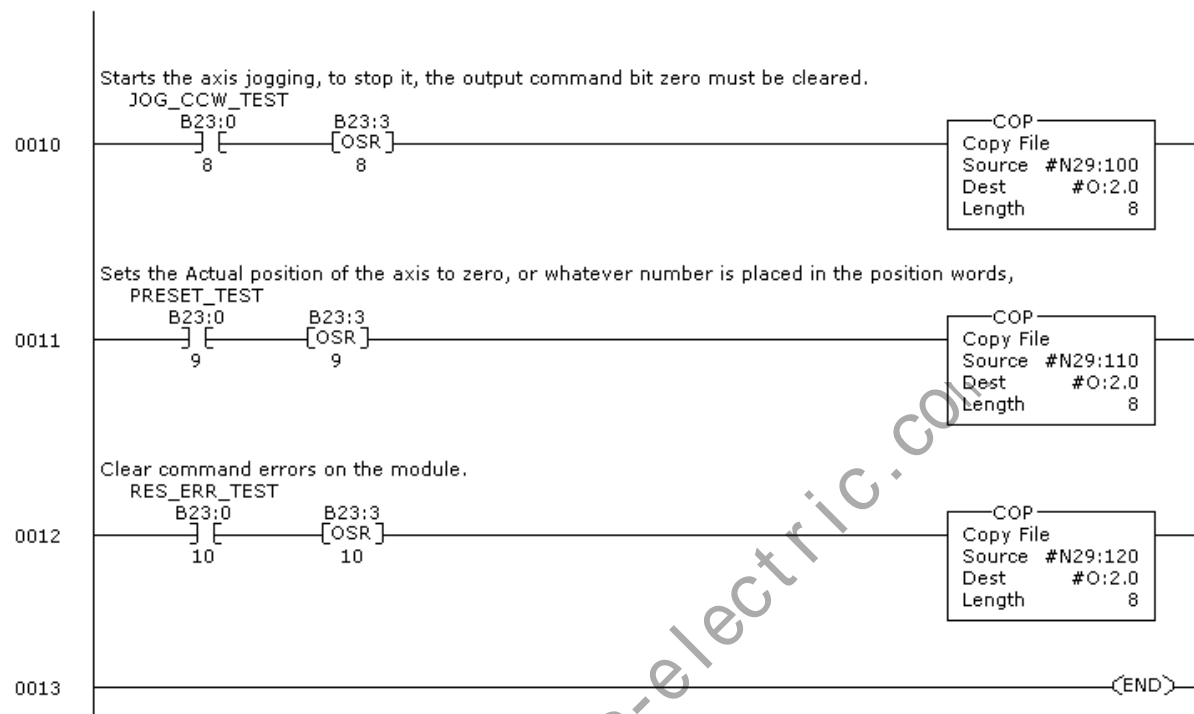 Starts the axis jogging, to stop it, the output command bit zero must be cleared.
JOG_CCW_TEST
B23:0 B23:3 COP
0010 ] [ [OSR] Copy File
8 8 Source #N29:100
Dest #O:2.0
Length 8
Sets the Actual position of the axis to zero, or whatever number is placed in the position words,
PRESET_TEST
B23:0 B23:3 COP
0011 ] [ [OSR] Copy File
9 9 Source #N29:110
Dest #O:2.0
Length 8
Clear command errors on the module.
RES_ERR_TEST
B23:0 B23:3 COP
0012 ] [ [OSR] Copy File
10 10 Source #N29:120
Dest #O:2.0
Length 8
0013 (END)
-electric.com